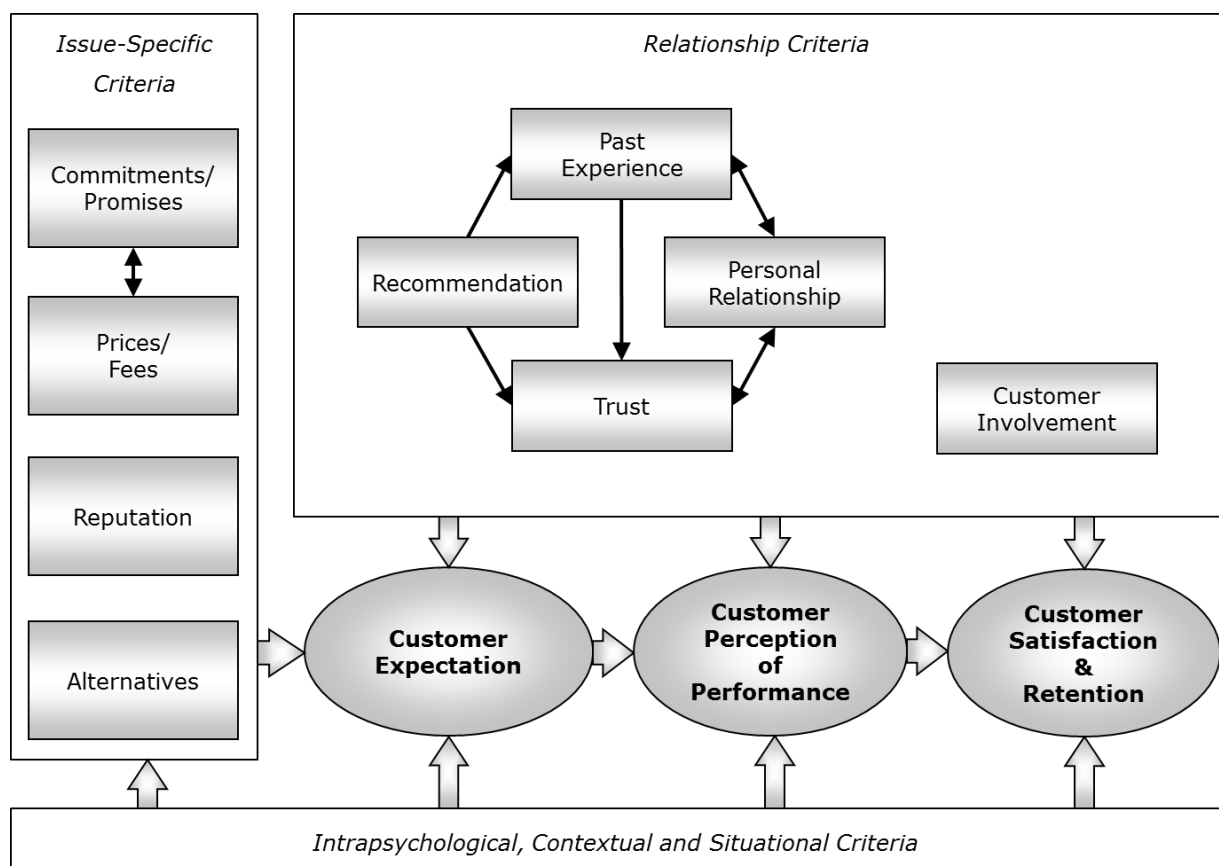 Issue-Specific
Criteria
Commitments/
Promises
Prices/
Fees
Reputation
Alternatives
Relationship Criteria
Past
Experience
Recommendation
Personal
Relationship
Trust
Customer
Involvement
Customer
Expectation
Customer
Perception
of
Performance
Customer
Satisfaction
&
Retention
Intrapsychological, Contextual and Situational Criteria